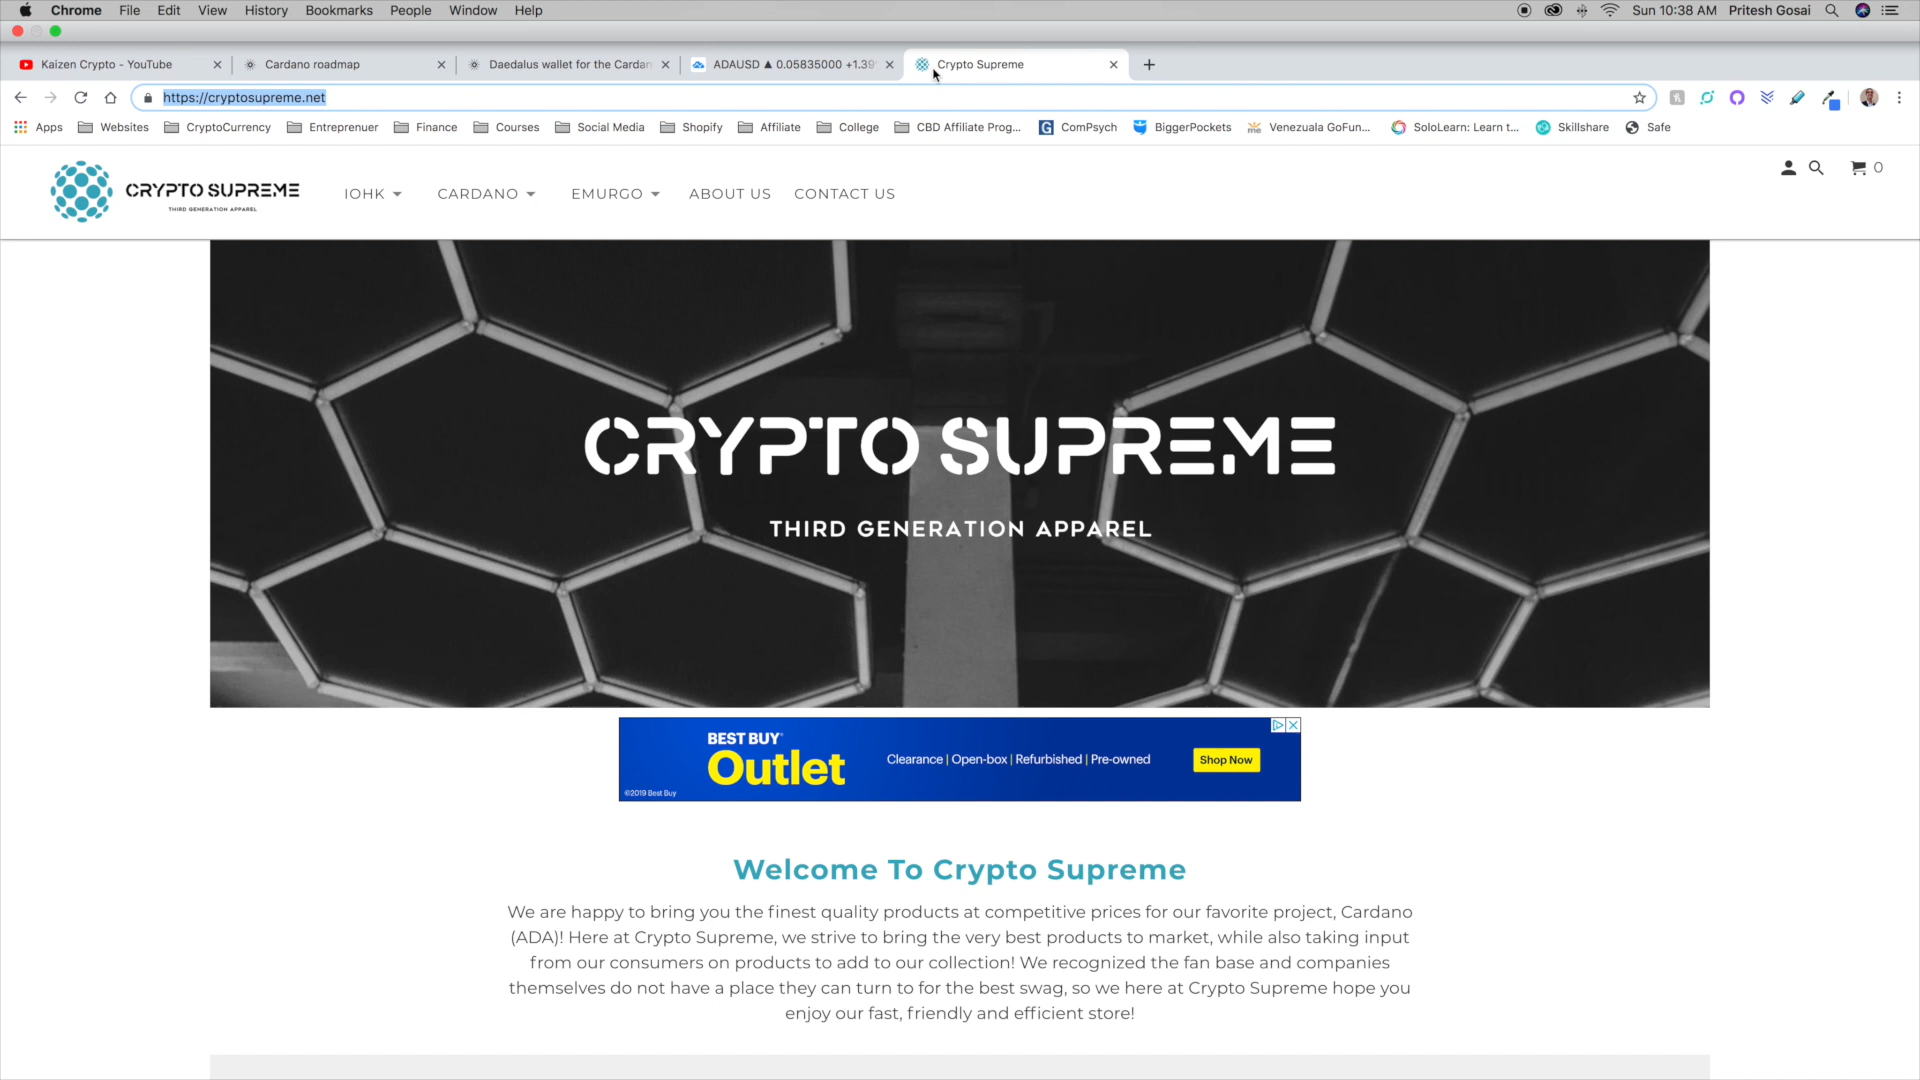 Chrome File Edit View History Bookmarks People Window Help
Sun 10:38 AM Pritesh Gosai
Kaizen Crypto - YouTube
Cardano roadmap
Daedalus wallet for the Cardan
ADAUSD ▲ 0.05835000 +1.39
Crypto Supreme
https://cryptosupreme.net
Apps Websites CryptoCurrency Entreprenuer Finance Courses Social Media Shopify Affiliate College CBD Affiliate Prog... ComPsych BiggerPockets Venezuala GoFun... SoloLearn: Learn t... Skillshare Safe
CRYPTO SUPREME
THIRD GENERATION APPAREL
IOHK CARDANO EMURGO ABOUT US CONTACT US
0
CRYPTO SUPREME
THIRD GENERATION APPAREL
BEST BUY
Outlet
Clearance | Open-box | Refurbished | Pre-owned
Shop Now
©2019 Best Buy
Welcome To Crypto Supreme
We are happy to bring you the finest quality products at competitive prices for our favorite project, Cardano
(ADA)! Here at Crypto Supreme, we strive to bring the very best products to market, while also taking input
from our consumers on products to add to our collection! We recognized the fan base and companies
themselves do not have a place they can turn to for the best swag, so we here at Crypto Supreme hope you
enjoy our fast, friendly and efficient store!